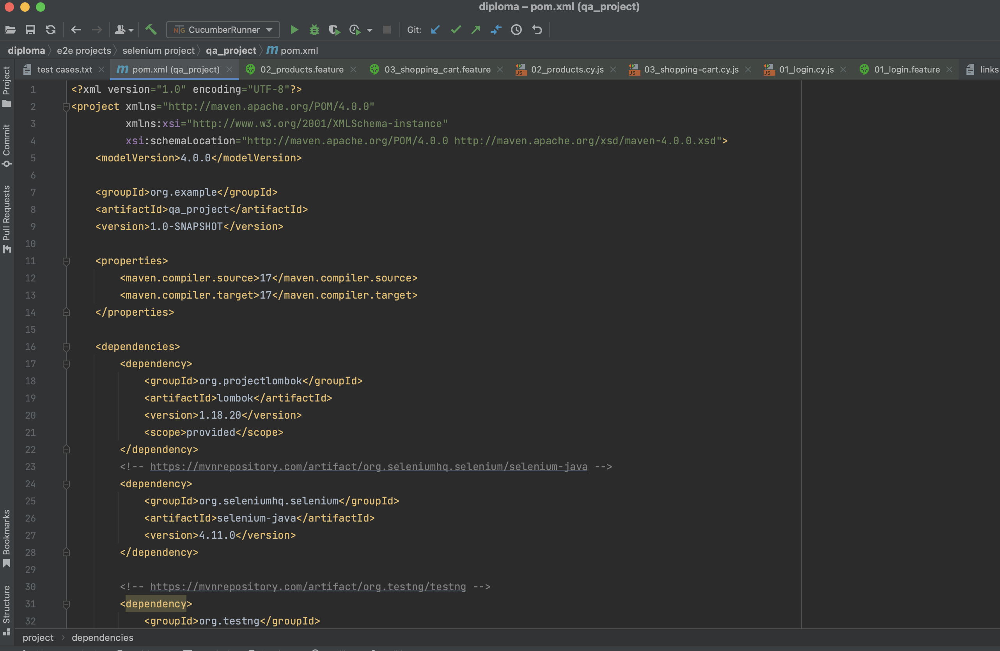 diploma – pom.xml (qa_project)
NTG CucumberRunner Git:
diploma e2e projects selenium project qa_project m pom.xml
test cases.txt m pom.xml (qa_project) 02_products.feature 03_shopping_cart.feature JS 02_products.cy.js JS 03_shopping-cart.cy.js JS 01_login.cy.js 01_login.feature links
Project
Commit
Pull Requests
Bookmarks
Structure
1 <?xml version="1.0" encoding="UTF-8"?>
2 <project xmlns="http://maven.apache.org/POM/4.0.0"
3 xmlns:xsi="http://www.w3.org/2001/XMLSchema-instance"
4 xsi:schemaLocation="http://maven.apache.org/POM/4.0.0 http://maven.apache.org/xsd/maven-4.0.0.xsd">
5 <modelVersion>4.0.0</modelVersion>
6
7 <groupId>org.example</groupId>
8 <artifactId>qa_project</artifactId>
9 <version>1.0-SNAPSHOT</version>
10
11 <properties>
12 <maven.compiler.source>17</maven.compiler.source>
13 <maven.compiler.target>17</maven.compiler.target>
14 </properties>
15
16 <dependencies>
17 <dependency>
18 <groupId>org.projectlombok</groupId>
19 <artifactId>lombok</artifactId>
20 <version>1.18.20</version>
21 <scope>provided</scope>
22 </dependency>
23 <!-- https://mvnrepository.com/artifact/org.seleniumhq.selenium/selenium-java -->
24 <dependency>
25 <groupId>org.seleniumhq.selenium</groupId>
26 <artifactId>selenium-java</artifactId>
27 <version>4.11.0</version>
28 </dependency>
29
30 <!-- https://mvnrepository.com/artifact/org.testng/testng -->
31 <dependency>
32 <groupId>org.testng</groupId>
project › dependencies